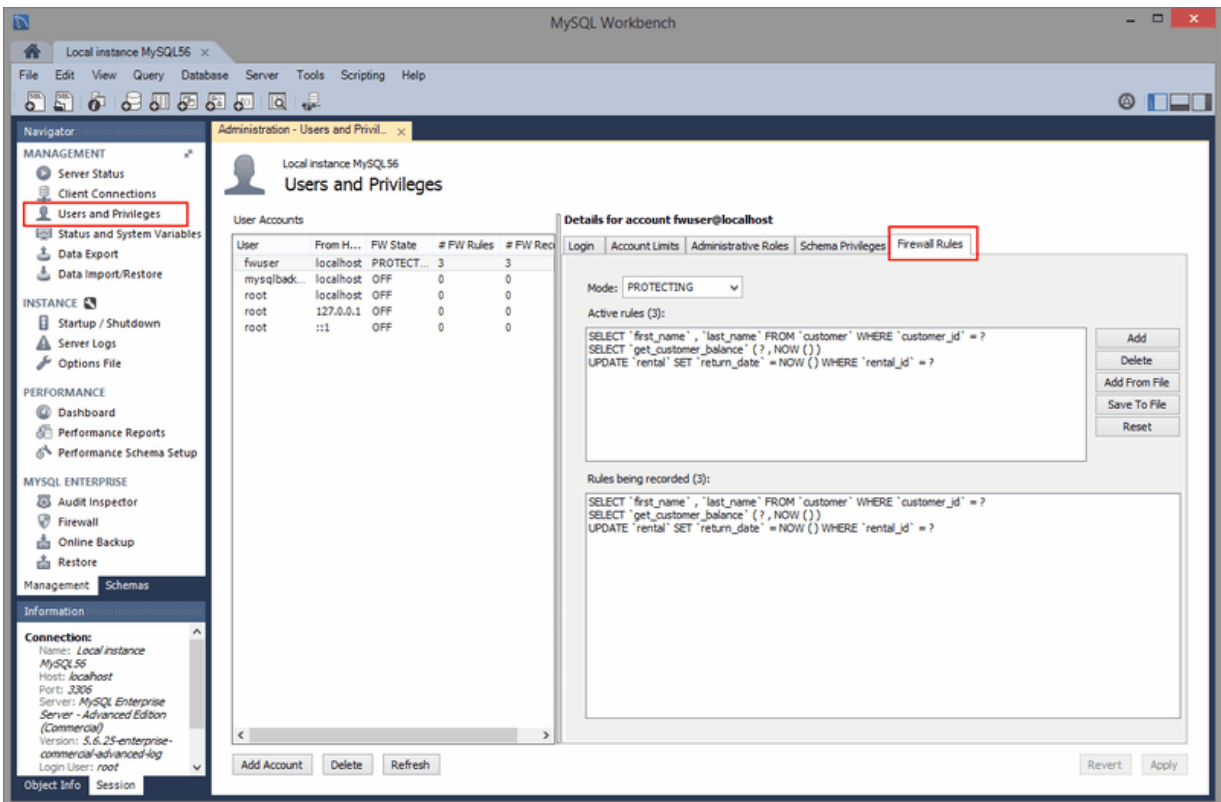 MySQL Workbench
Local instance MySQL56 ×
File Edit View Query Database Server Tools Scripting Help
Navigator
MANAGEMENT
Server Status
Client Connections
Users and Privileges
Status and System Variables
Data Export
Data Import/Restore
INSTANCE
Startup / Shutdown
Server Logs
Options File
PERFORMANCE
Dashboard
Performance Reports
Performance Schema Setup
MYSQL ENTERPRISE
Audit Inspector
Firewall
Online Backup
Restore
Management Schemas
Information
Connection:
Name: Local instance
MySQL56
Host: localhost
Port: 3306
Server: MySQL Enterprise
Server - Advanced Edition
(Commercial)
Version: 5.6.25-enterprise-
commercial-advanced-log
Login User: root
Object Info Session
Administration - Users and Privil... ×
Local instance MySQL56
Users and Privileges
User Accounts
User From H... FW State # FW Rules # FW Rec
fwuser localhost PROTECT... 3 3
mysqlbad... localhost OFF 0 0
root localhost OFF 0 0
root 127.0.0.1 OFF 0 0
root ::1 OFF 0 0
Add Account Delete Refresh
Details for account fwuser@localhost
Login Account Limits Administrative Roles Schema Privileges Firewall Rules
Mode: PROTECTING
Active rules (3):
SELECT `first_name` , `last_name` FROM `customer` WHERE `customer_id` = ?
SELECT `get_customer_balance` ( ? , NOW ( ) )
UPDATE `rental` SET `return_date` = NOW ( ) WHERE `rental_id` = ?
Add
Delete
Add From File
Save To File
Reset
Rules being recorded (3):
SELECT `first_name` , `last_name` FROM `customer` WHERE `customer_id` = ?
SELECT `get_customer_balance` ( ? , NOW ( ) )
UPDATE `rental` SET `return_date` = NOW ( ) WHERE `rental_id` = ?
Revert Apply